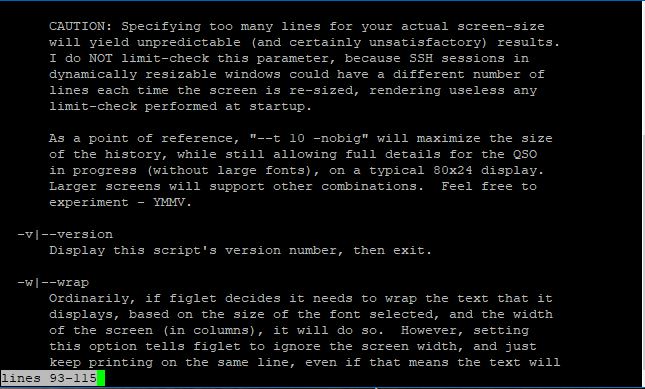 CAUTION: Specifying too many lines for your actual screen-size
will yield unpredictable (and certainly unsatisfactory) results.
I do NOT limit-check this parameter, because SSH sessions in
dynamically resizable windows could have a different number of
lines each time the screen is re-sized, rendering useless any
limit-check performed at startup.
As a point of reference, "--t 10 -nobig" will maximize the size
of the history, while still allowing full details for the QSO
in progress (without large fonts), on a typical 80x24 display.
Larger screens will support other combinations.  Feel free to
experiment - YMMV.
-v|--version
Display this script's version number, then exit.
-w|--wrap
Ordinarily, if figlet decides it needs to wrap the text that it
displays, based on the size of the font selected, and the width
of the screen (in columns), it will do so.  However, setting
this option tells figlet to ignore the screen width, and just
keep printing on the same line, even if that means the text will
lines 93-115